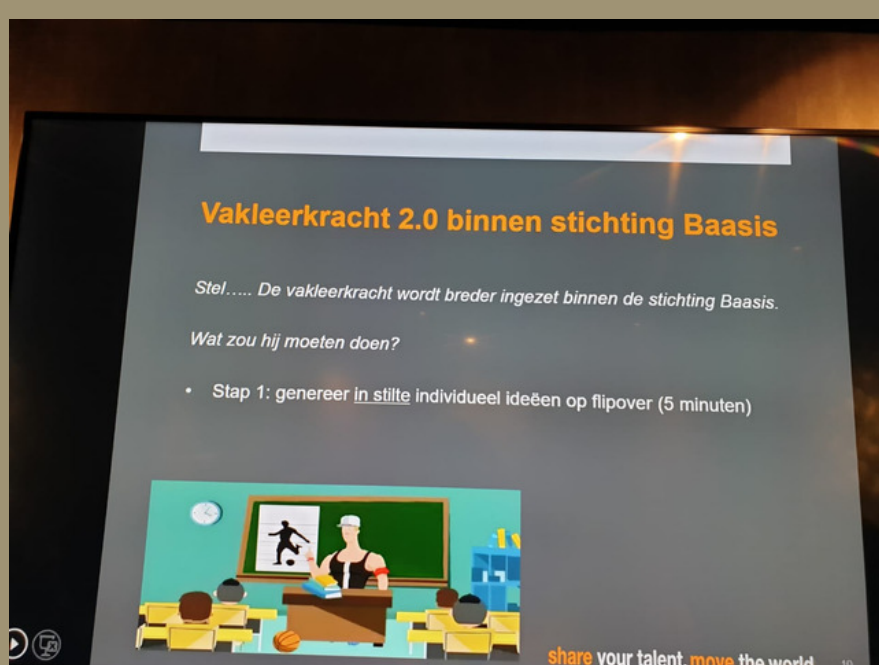 Vakleerkracht 2.0 binnen stichting Baasis
Stel….. De vakleerkracht wordt breder ingezet binnen de stichting Baasis.
Wat zou hij moeten doen?
• Stap 1: genereer in stilte individueel ideëen op flipover (5 minuten)
share your talent. move the world